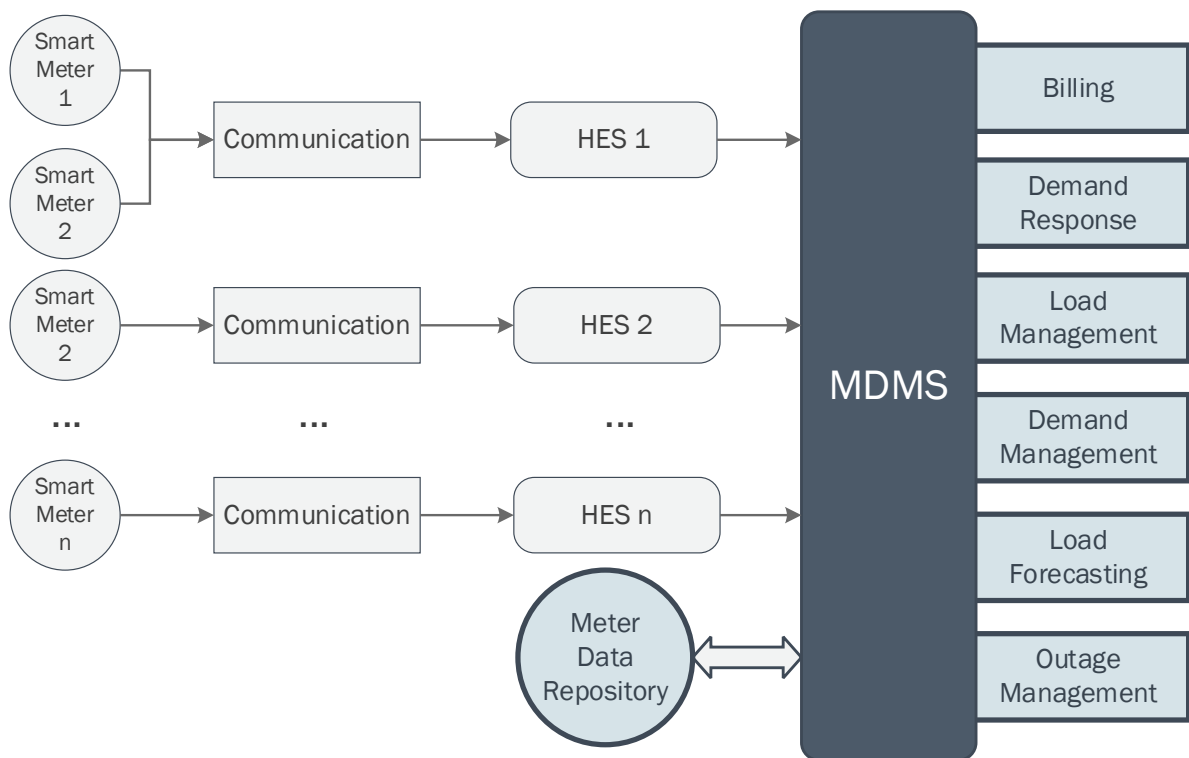 Smart
Meter
1
Communication
HES 1
Smart
Meter
2
Smart
Meter
2
Communication
HES 2
...
...
...
Smart
Meter
n
Communication
HES n
Meter
Data
Repository
MDMS
Billing
Demand
Response
Load
Management
Demand
Management
Load
Forecasting
Outage
Management